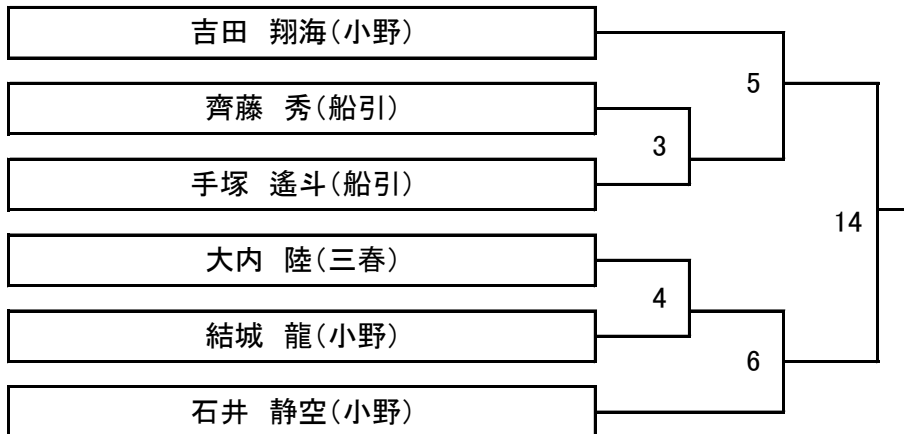 吉田　翔海（小野）
5
齊藤　秀（船引）
3
手塚　遙斗（船引）
14
大内　陸（三春）
4
結城　龍（小野）
6
石井　静空（小野）